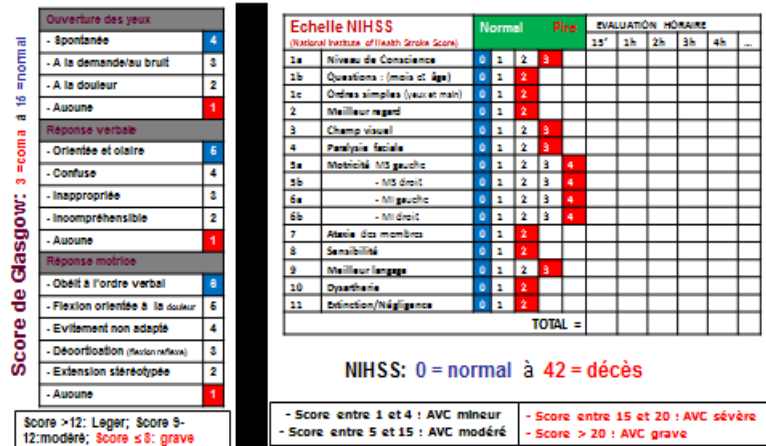 Score de Glasgow: 3 =coma à 15 =normal
Ouverture des yeux
- Spontanée 4
- A la demande/au bruit 3
- A la douleur 2
- Aucune 1
Réponse verbale
- Orientée et claire 5
- Confuse 4
- Inappropriée 3
- Incompréhensible 2
- Aucune 1
Réponse motrice
- Obéit à l'ordre verbal 6
- Flexion orientée à la douleur 5
- Evitement non adapté 4
- Décortication (flexion reflexe) 3
- Extension stéréotypée 2
- Aucune 1
Score >12: Leger; Score 9-
12:modéré; Score ≤ 8: grave
Echelle NIHSS Normal Pire EVALUATION HORAIRE
(National Institute of Health Stroke Score) 15' 1h 2h 3h 4h ...
1a Niveau de Conscience 0 1 2 3
1b Questions : (mois et âge) 0 1 2
1c Ordres simples (yeux et main) 0 1 2
2 Meilleur regard 0 1 2
3 Champ visuel 0 1 2 3
4 Paralysie faciale 0 1 2 3
5a Motricité MS gauche 0 1 2 3 4
5b - MS droit 0 1 2 3 4
6a - MI gauche 0 1 2 3 4
6b - MI droit 0 1 2 3 4
7 Ataxie des membres 0 1 2
8 Sensibilité 0 1 2
9 Meilleur langage 0 1 2 3
10 Dysarthrie 0 1 2
11 Extinction/Négligence 0 1 2
TOTAL =
NIHSS: 0 = normal à 42 = décès
- Score entre 1 et 4 : AVC mineur
- Score entre 5 et 15 : AVC modéré
- Score entre 15 et 20 : AVC sévère
- Score > 20 : AVC grave